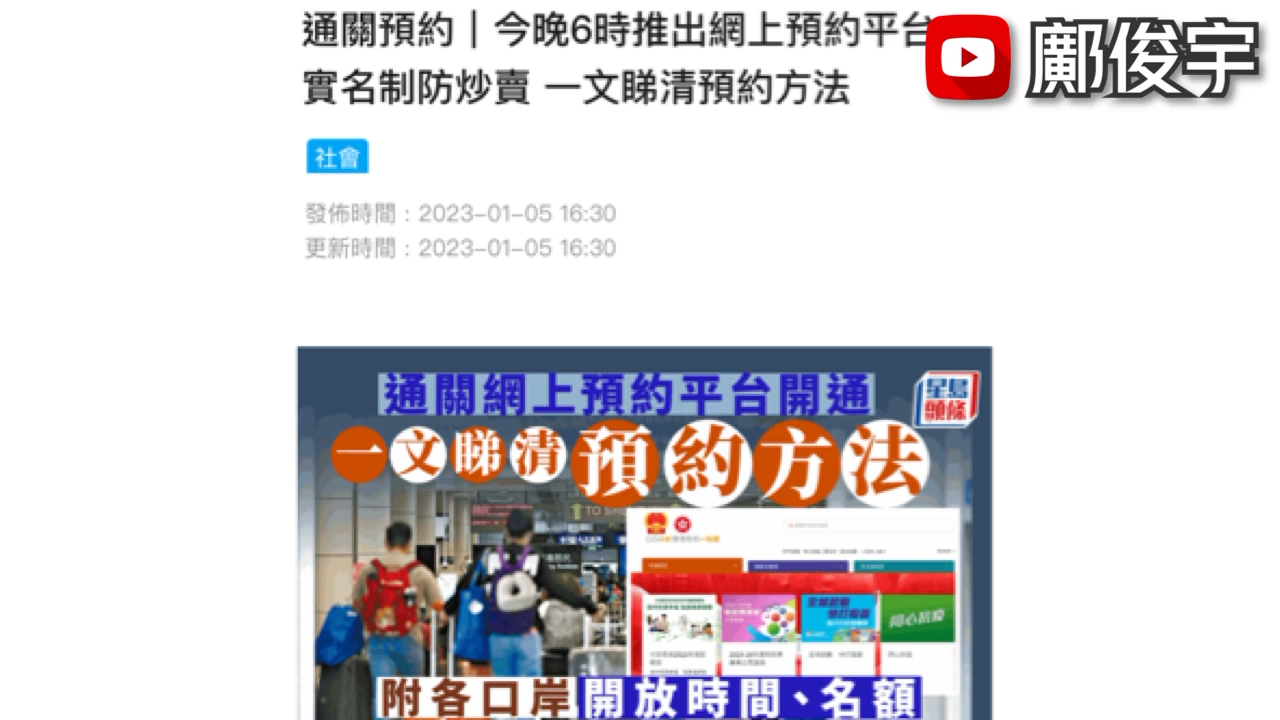 通關預約｜今晚6時推出網上預約平台
實名制防炒賣 一文睇清預約方法
鄺俊宇
社會
發佈時間：2023-01-05 16:30
更新時間：2023-01-05 16:30
通關網上預約平台開通
星島
頭條
一文睇清預約方法
同心抗疫
附各口岸開放時間、名額